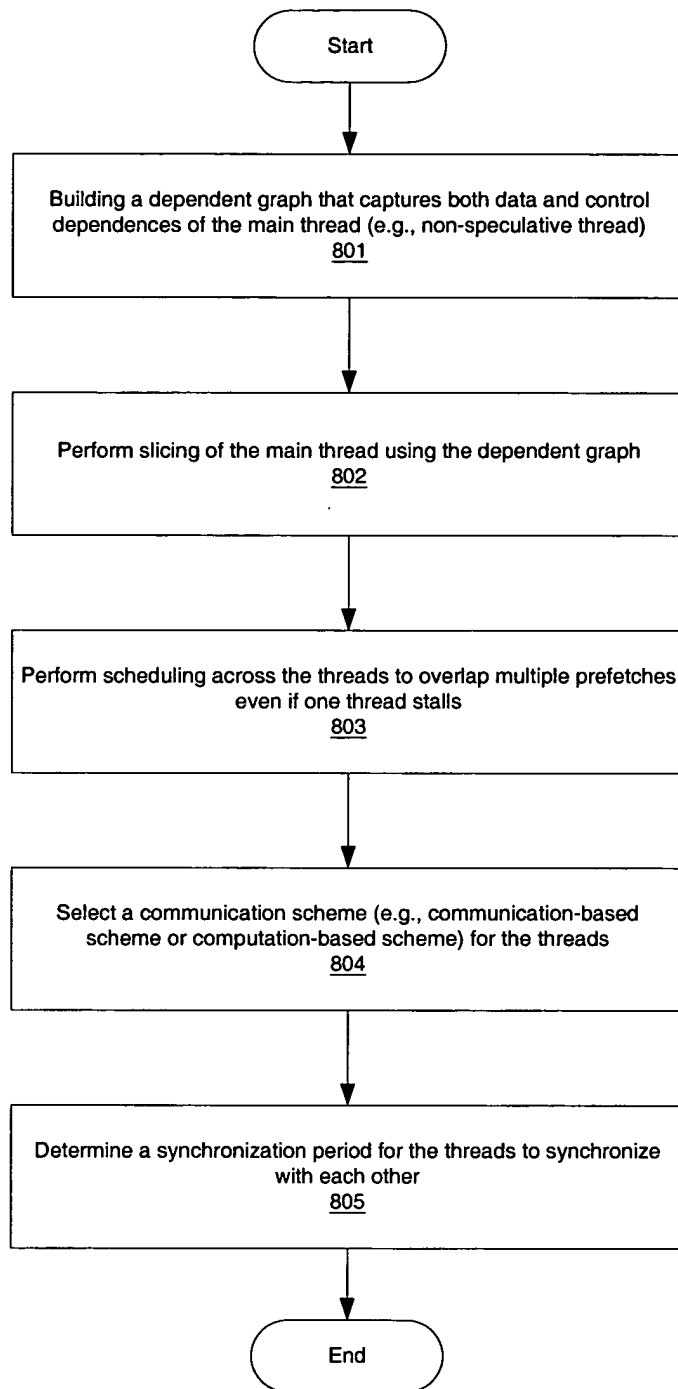 Start
Building a dependent graph that captures both data and control
dependences of the main thread (e.g., non-speculative thread)
801
Perform slicing of the main thread using the dependent graph
802
Perform scheduling across the threads to overlap multiple prefetches
even if one thread stalls
803
Select a communication scheme (e.g., communication-based
scheme or computation-based scheme) for the threads
804
Determine a synchronization period for the threads to synchronize
with each other
805
End